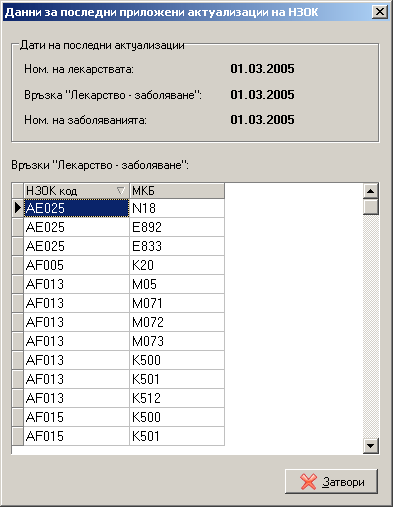 Данни за последни приложени актуализации на НЗОК
Дати на последни актуализации
Ном. на лекарствата: 01.03.2005
Връзка "Лекарство - заболяване": 01.03.2005
Ном. на заболяванията: 01.03.2005
Връзки "Лекарство - заболяване":
НЗОК код МКБ
AE025 N18
AE025 E892
AE025 E833
AF005 K20
AF013 M05
AF013 M071
AF013 M072
AF013 M073
AF013 K500
AF013 K501
AF013 K512
AF015 K500
AF015 K501
Затвори